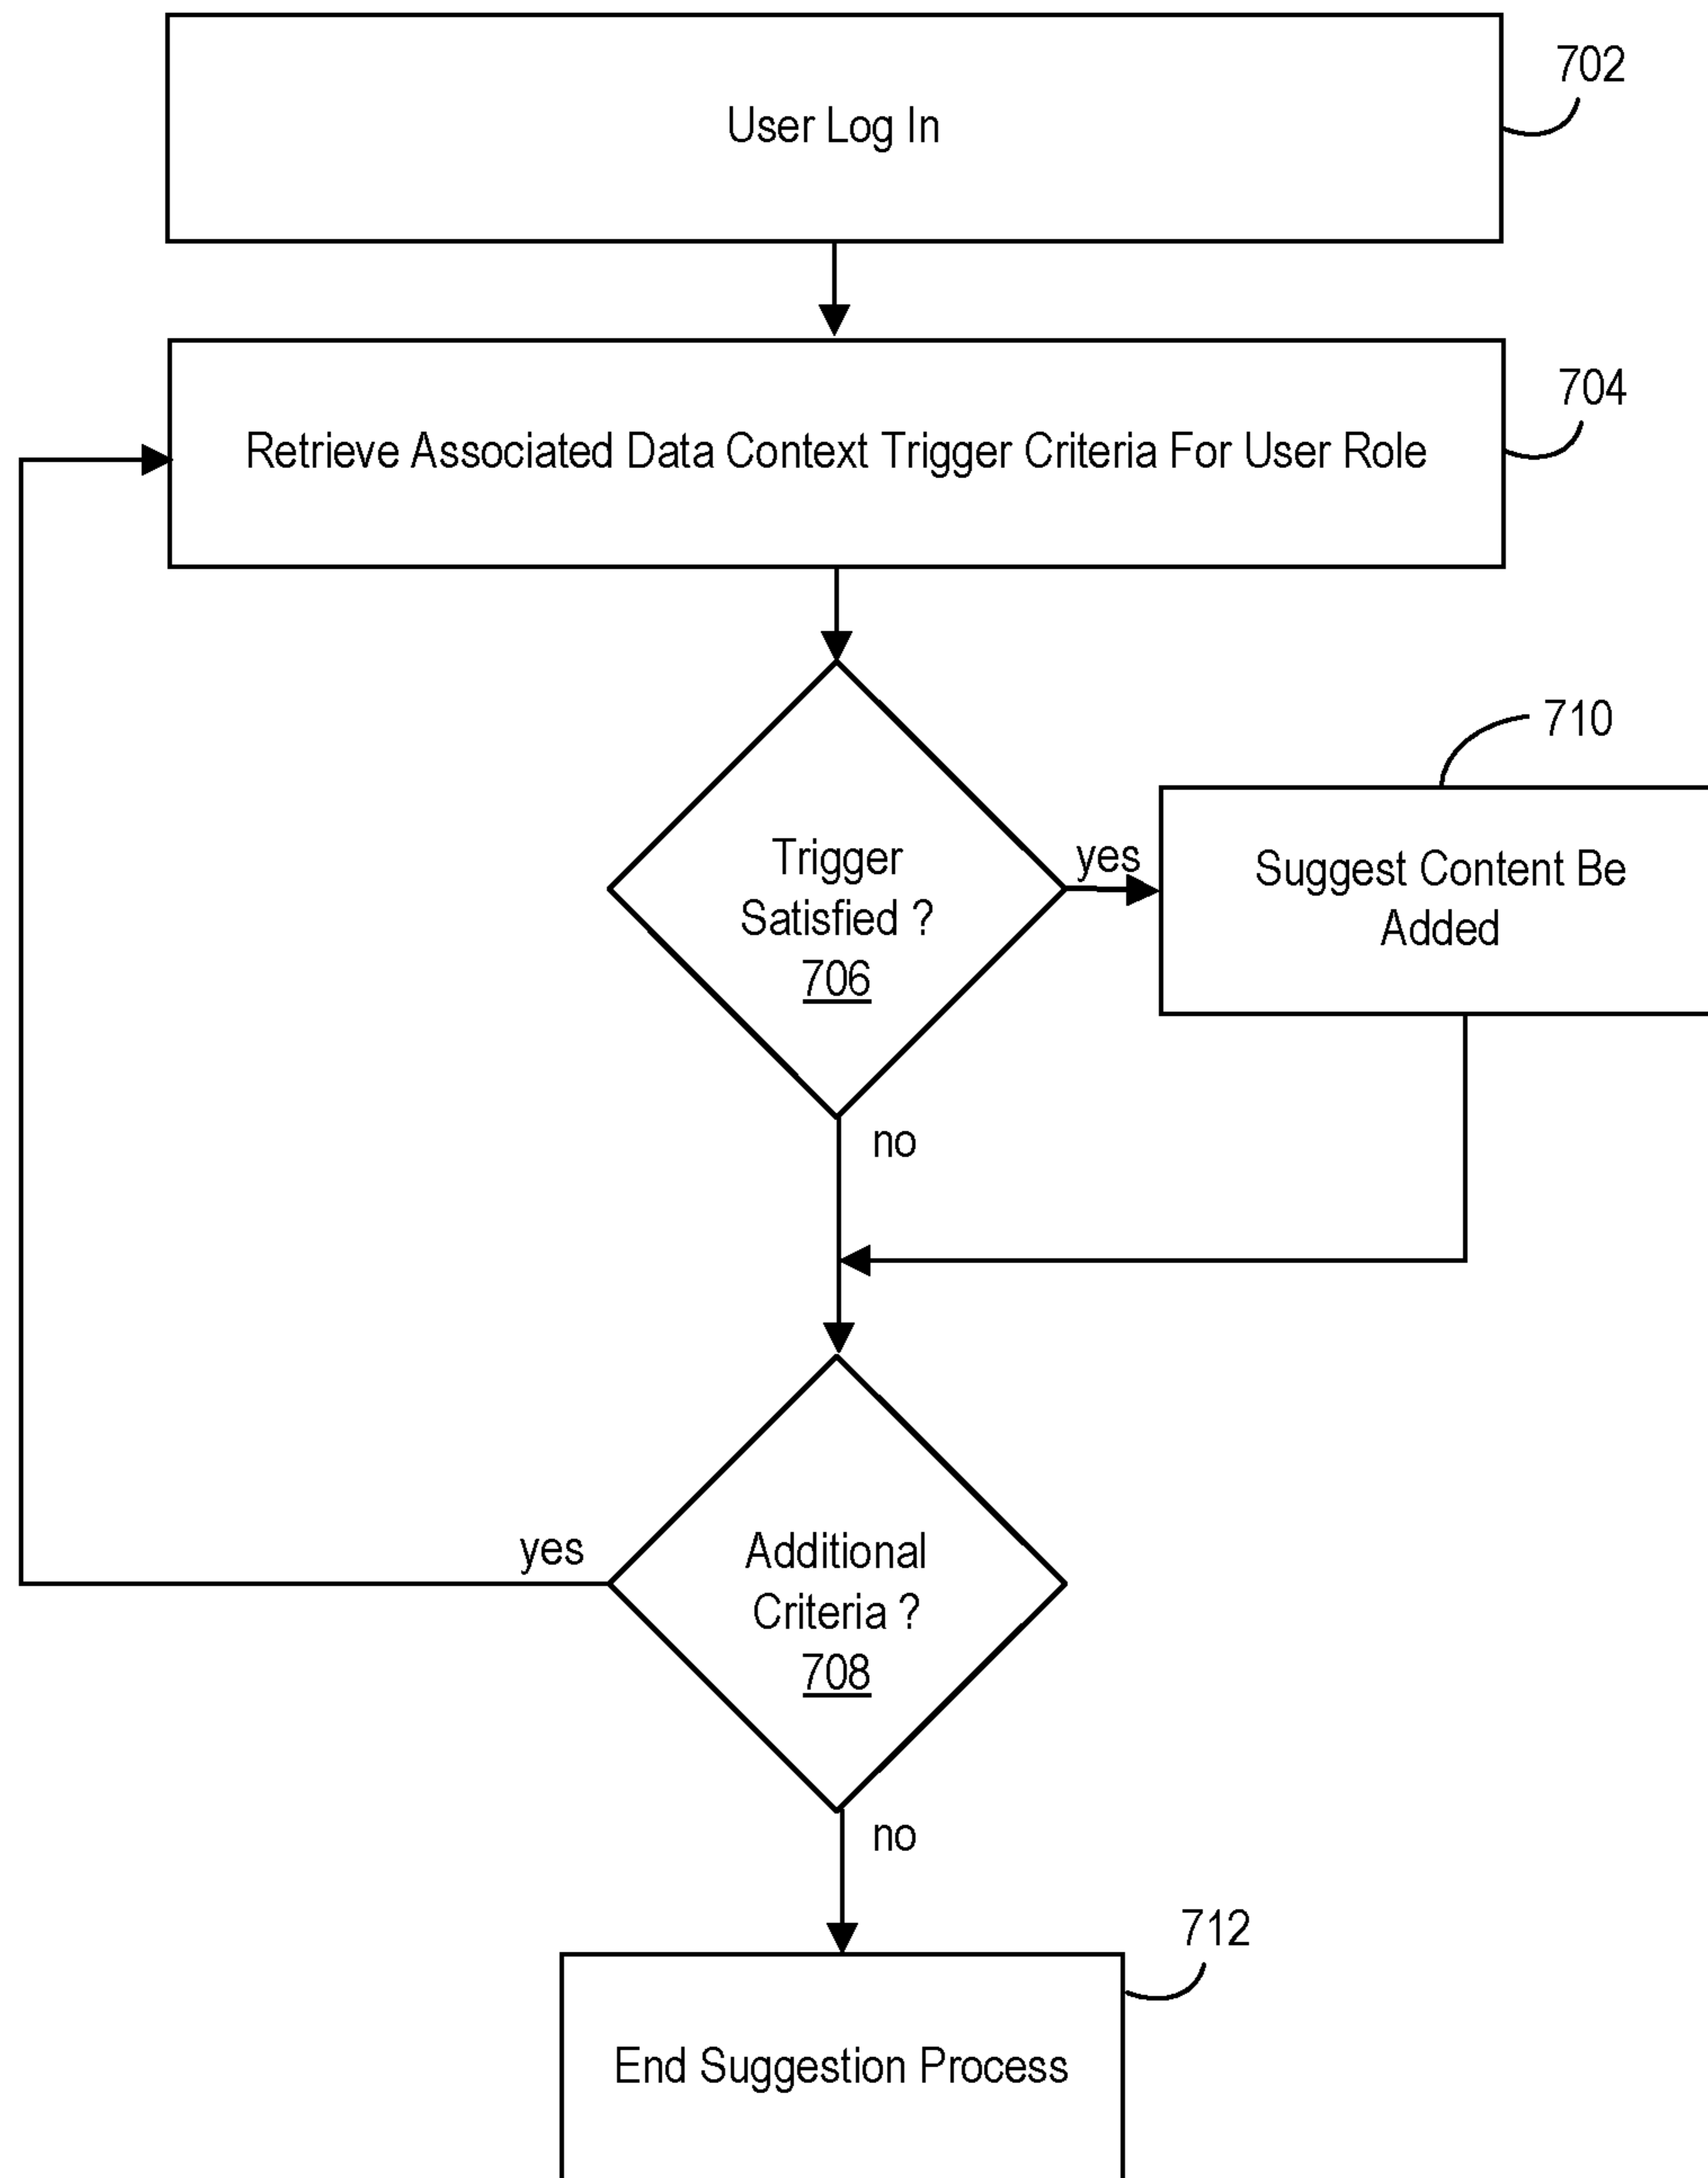 702
User Log In
704
Retrieve Associated Data Context Trigger Criteria For User Role
710
Trigger
Satisfied ?
706
yes
Suggest Content Be
Added
no
yes
Additional
Criteria ?
708
no
712
End Suggestion Process